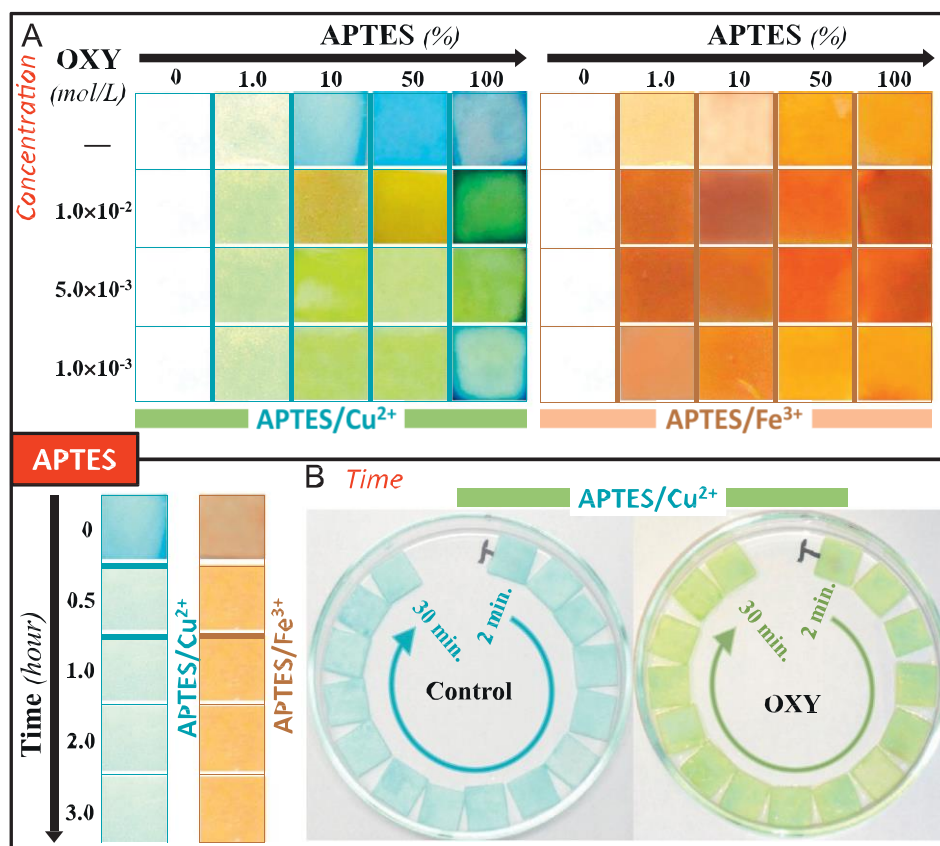 A
OXY
(mol/L)
Concentration
APTES (%)
0 1.0 10 50 100
APTES (%)
0 1.0 10 50 100
—
1.0×10⁻²
5.0×10⁻³
1.0×10⁻³
APTES/Cu²⁺
APTES/Fe³⁺
APTES
Time (hour)
0
0.5
1.0
2.0
3.0
APTES/Cu²⁺
APTES/Fe³⁺
B Time
APTES/Cu²⁺
30 min.
2 min.
Control
30 min.
2 min.
OXY